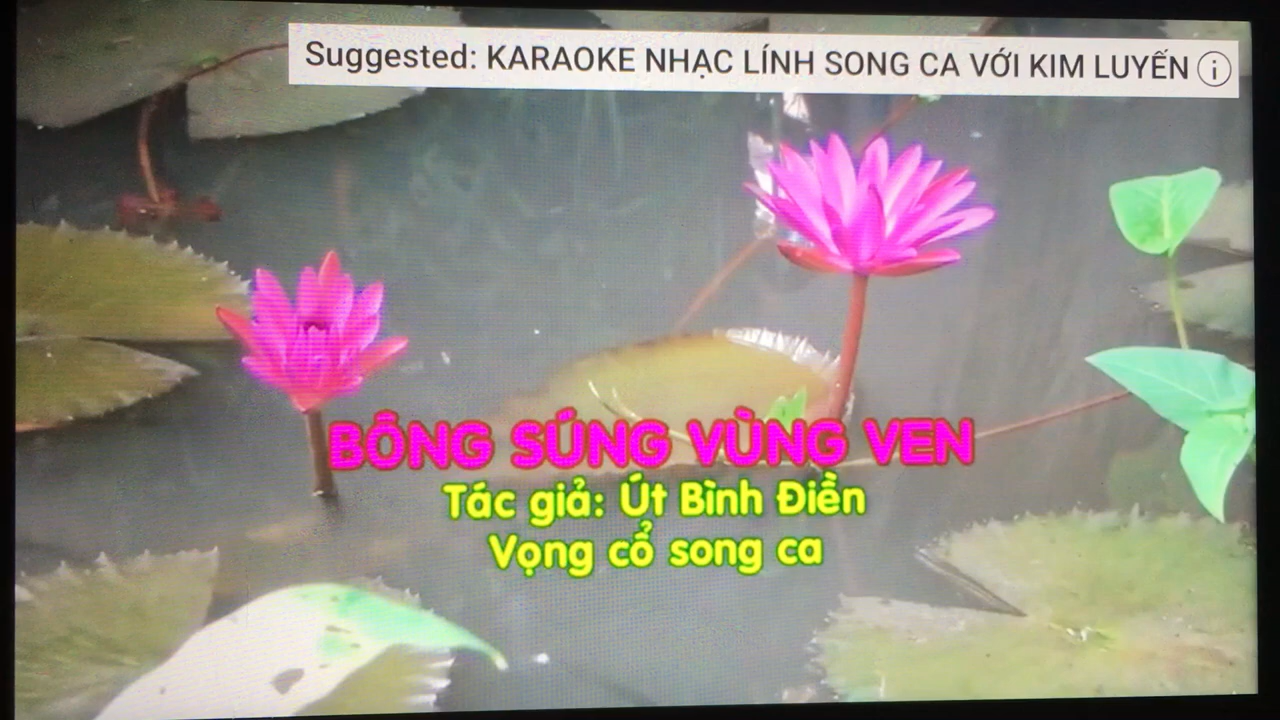 Suggested: KARAOKE NHẠC LÍNH SONG CA VỚI KIM LUYẾN
BÔNG SÚNG VÙNG VEN
Tác giả: Út Bình Điền
Vọng cổ song ca